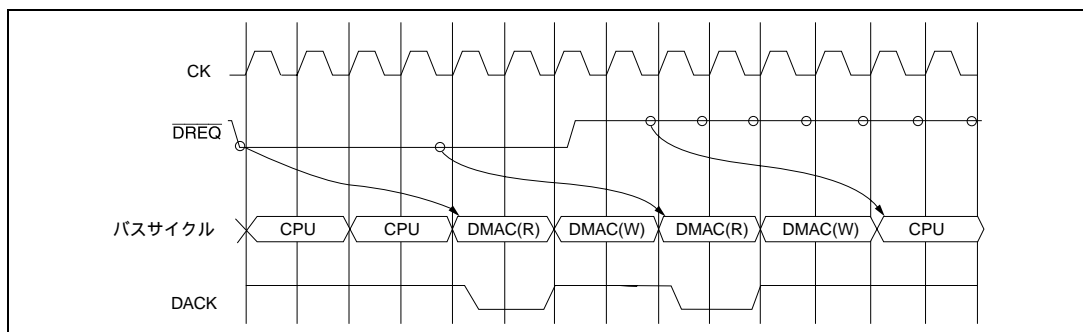 CK
DREQ
バスサイクル CPU CPU DMAC(R) DMAC(W) DMAC(R) DMAC(W) CPU
DACK